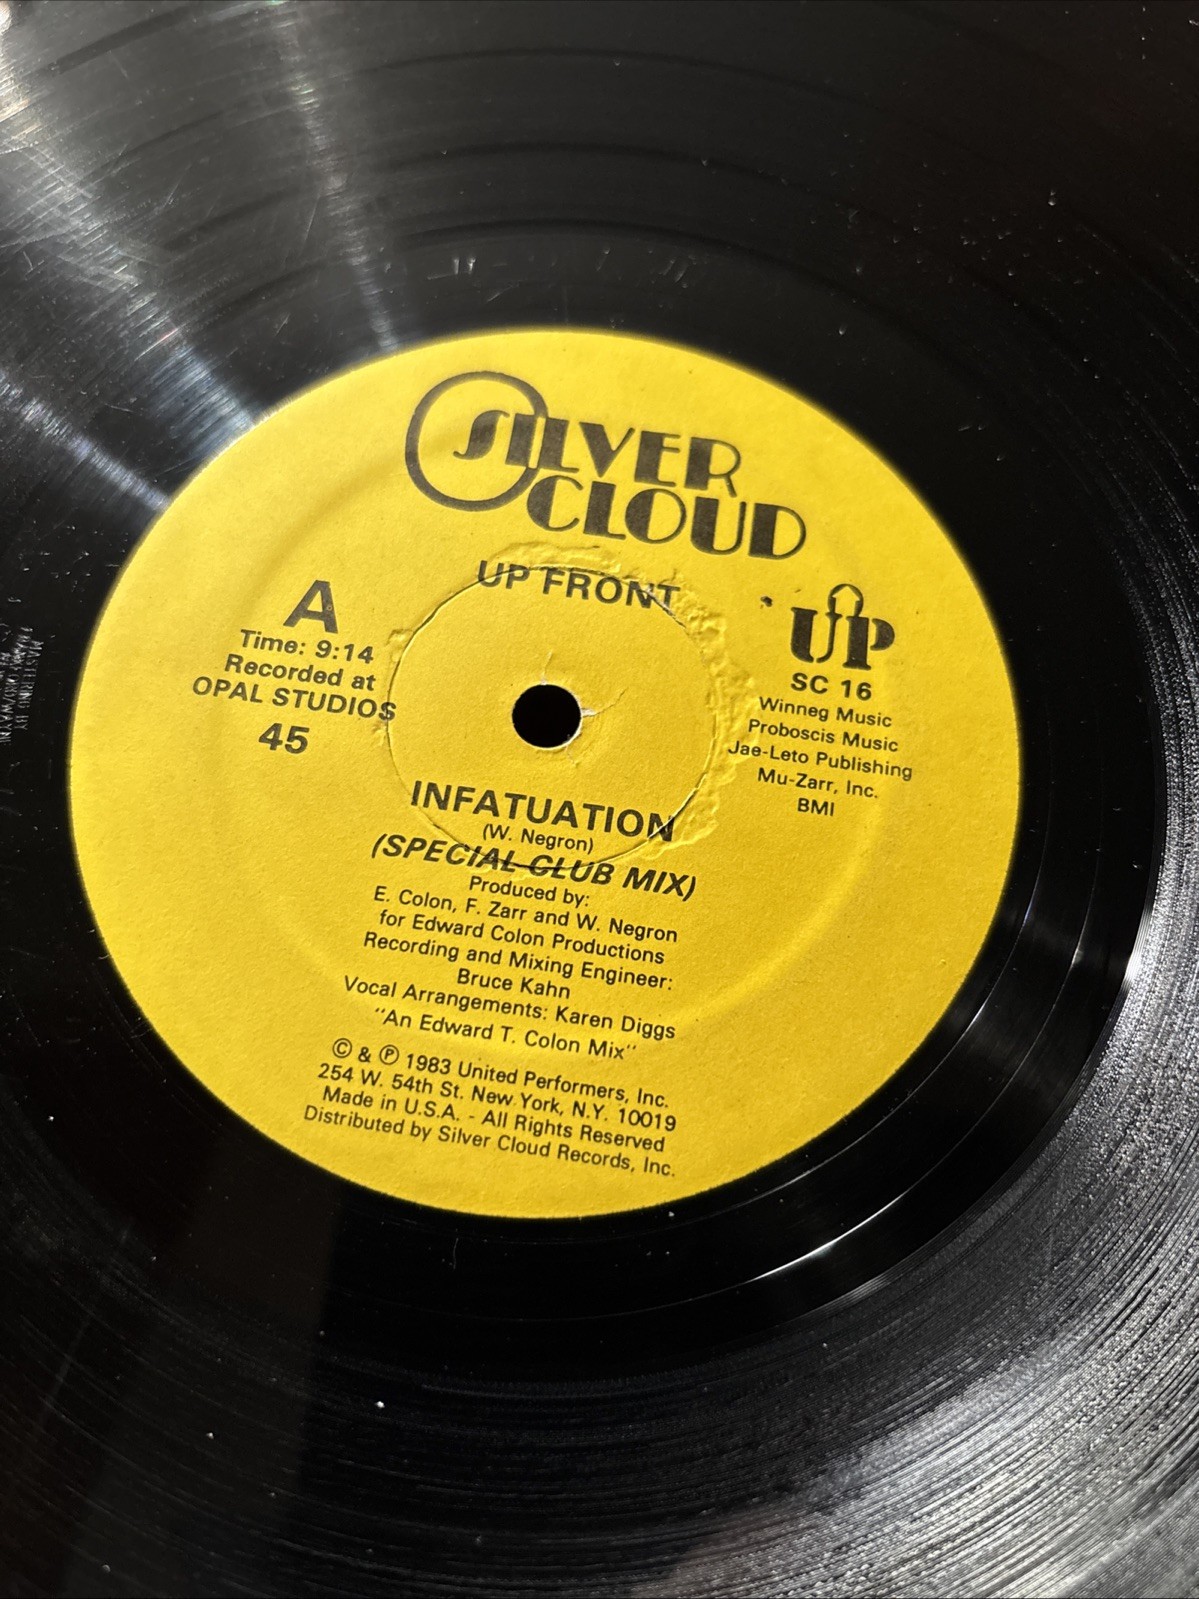 SILVER
CLOUD
UP FRONT
A
Time: 9:14
Recorded at
OPAL STUDIOS
45
UP
SC 16
Winneg Music
Proboscis Music
Jae-Leto Publishing
Mu-Zarr, Inc.
BMI
INFATUATION
(W. Negron)
(SPECIAL CLUB MIX)
Produced by:
E. Colon, F. Zarr and W. Negron
for Edward Colon Productions
Recording and Mixing Engineer:
Bruce Kahn
Vocal Arrangements: Karen Diggs
"An Edward T. Colon Mix"
© & ℗ 1983 United Performers, Inc.
254 W. 54th St. New York, N.Y. 10019
Made in U.S.A. - All Rights Reserved
Distributed by Silver Cloud Records, Inc.
MASTERING BY